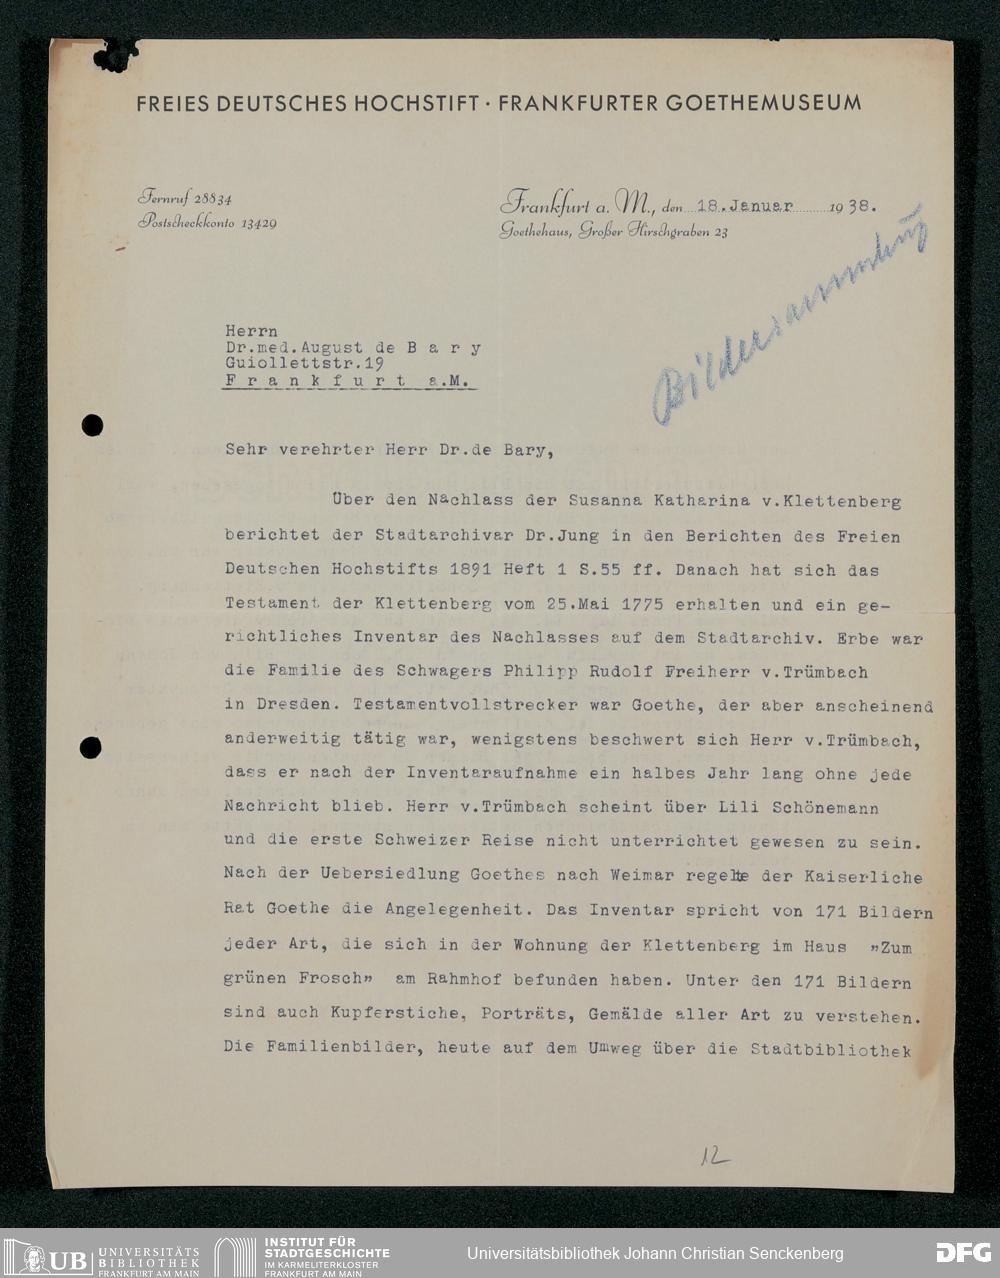 FREIES DEUTSCHES HOCHSTIFT · FRANKFURTER GOETHEMUSEUM
Fernruf 28834
Postscheckkonto 13429
Frankfurt a. M., den 18.Januar 1938.
Goethehaus, Großer Hirschgraben 23
Bildersammlung
Herrn
Dr.med.August de B a r y
Guiollettstr.19
F r a n k f u r t a.M.
Sehr verehrter Herr Dr.de Bary,
Über den Nachlass der Susanna Katharina v.Klettenberg
berichtet der Stadtarchivar Dr.Jung in den Berichten des Freien
Deutschen Hochstifts 1891 Heft 1 S.55 ff. Danach hat sich das
Testament der Klettenberg vom 25.Mai 1775 erhalten und ein ge-
richtliches Inventar des Nachlasses auf dem Stadtarchiv. Erbe war
die Familie des Schwagers Philipp Rudolf Freiherr v.Trümbach
in Dresden. Testamentvollstrecker war Goethe, der aber anscheinend
anderweitig tätig war, wenigstens beschwert sich Herr v.Trümbach,
dass er nach der Inventaraufnahme ein halbes Jahr lang ohne jede
Nachricht blieb. Herr v.Trümbach scheint über Lili Schönemann
und die erste Schweizer Reise nicht unterrichtet gewesen zu sein.
Nach der Uebersiedlung Goethes nach Weimar regelte der Kaiserliche
Rat Goethe die Angelegenheit. Das Inventar spricht von 171 Bildern
jeder Art, die sich in der Wohnung der Klettenberg im Haus „Zum
grünen Frosch" am Rahmhof befunden haben. Unter den 171 Bildern
sind auch Kupferstiche, Porträts, Gemälde aller Art zu verstehen.
Die Familienbilder, heute auf dem Umweg über die Stadtbibliothek
12
UB UNIVERSITÄTS
BIBLIOTHEK
FRANKFURT AM MAIN
INSTITUT FÜR
STADTGESCHICHTE
IM KARMELITERKLOSTER
FRANKFURT AM MAIN
Universitätsbibliothek Johann Christian Senckenberg
DFG